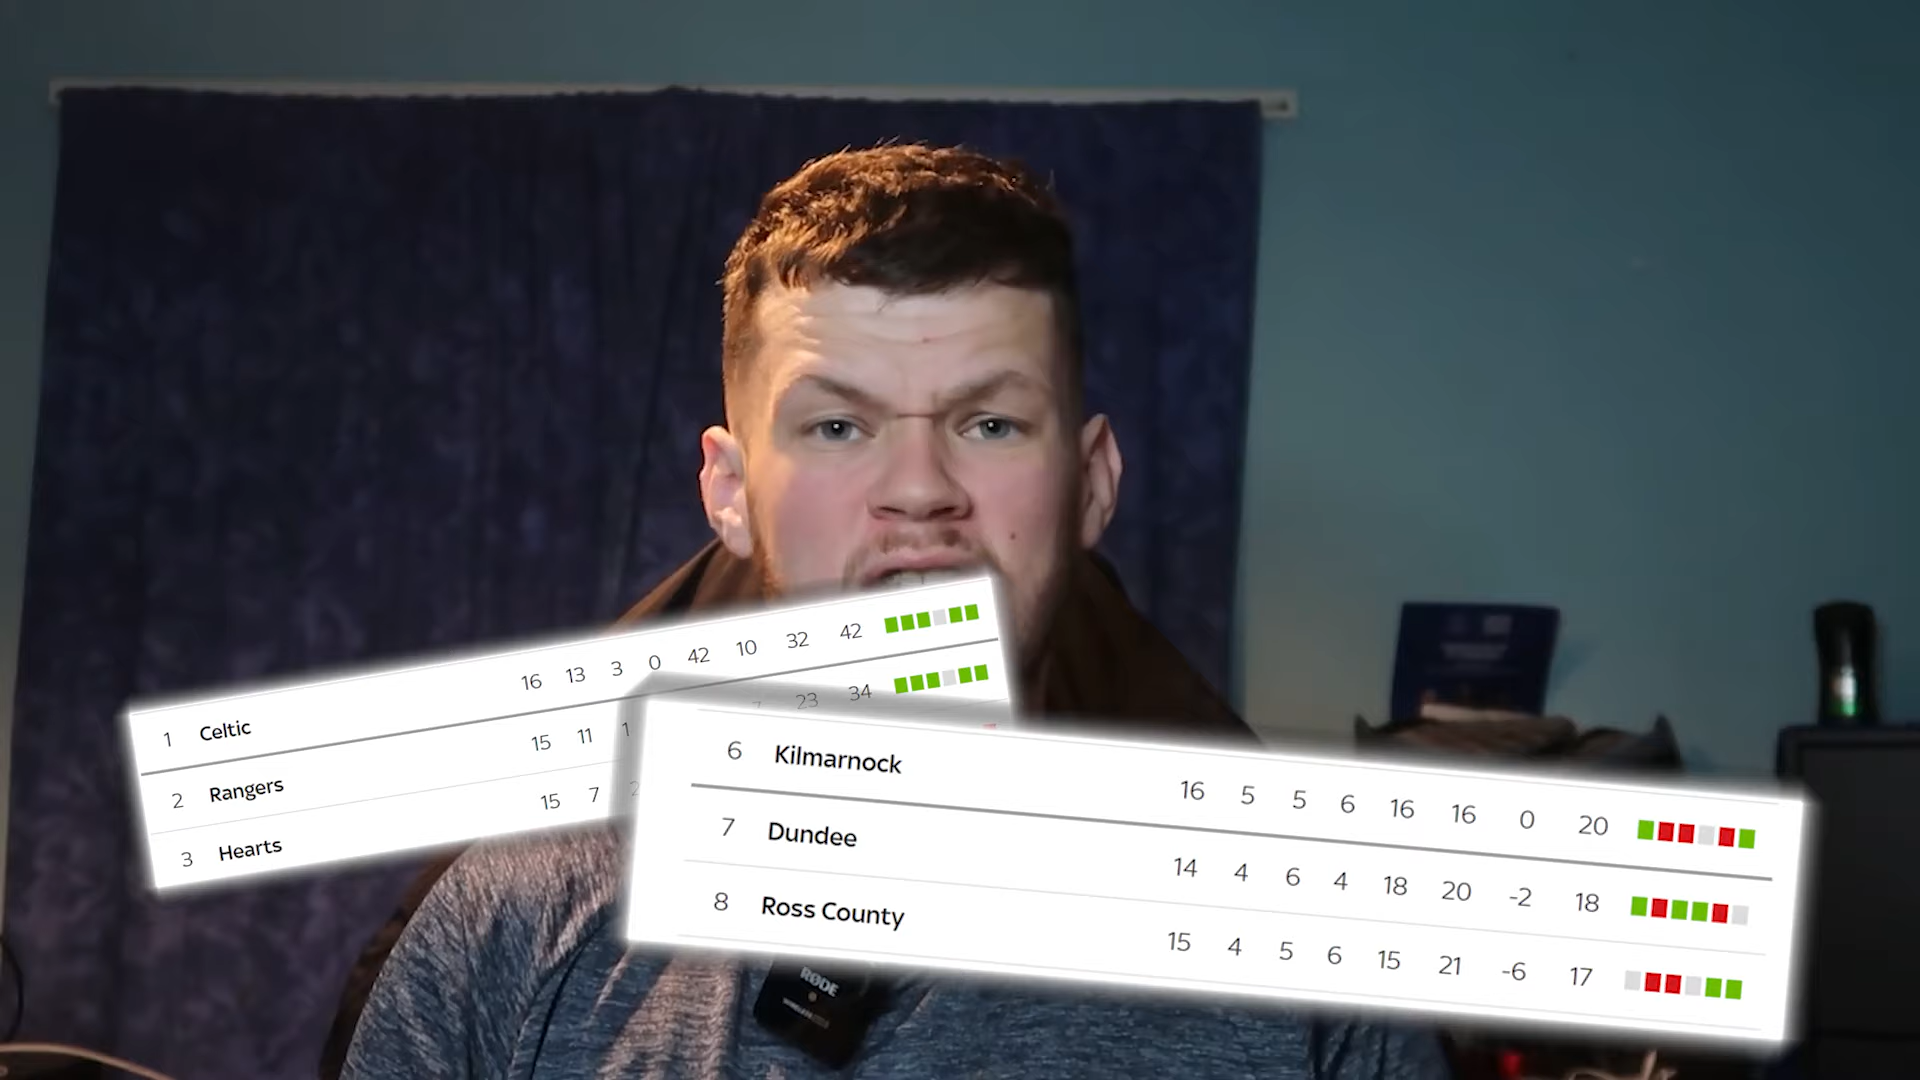 1 Celtic 16 13 3 0 42 10 32 42
2 Rangers 15 11 1 23 34
3 Hearts 15 7
6 Kilmarnock 16 5 5 6 16 16 0 20
7 Dundee 14 4 6 4 18 20 -2 18
8 Ross County 15 4 5 6 15 21 -6 17
RØDE